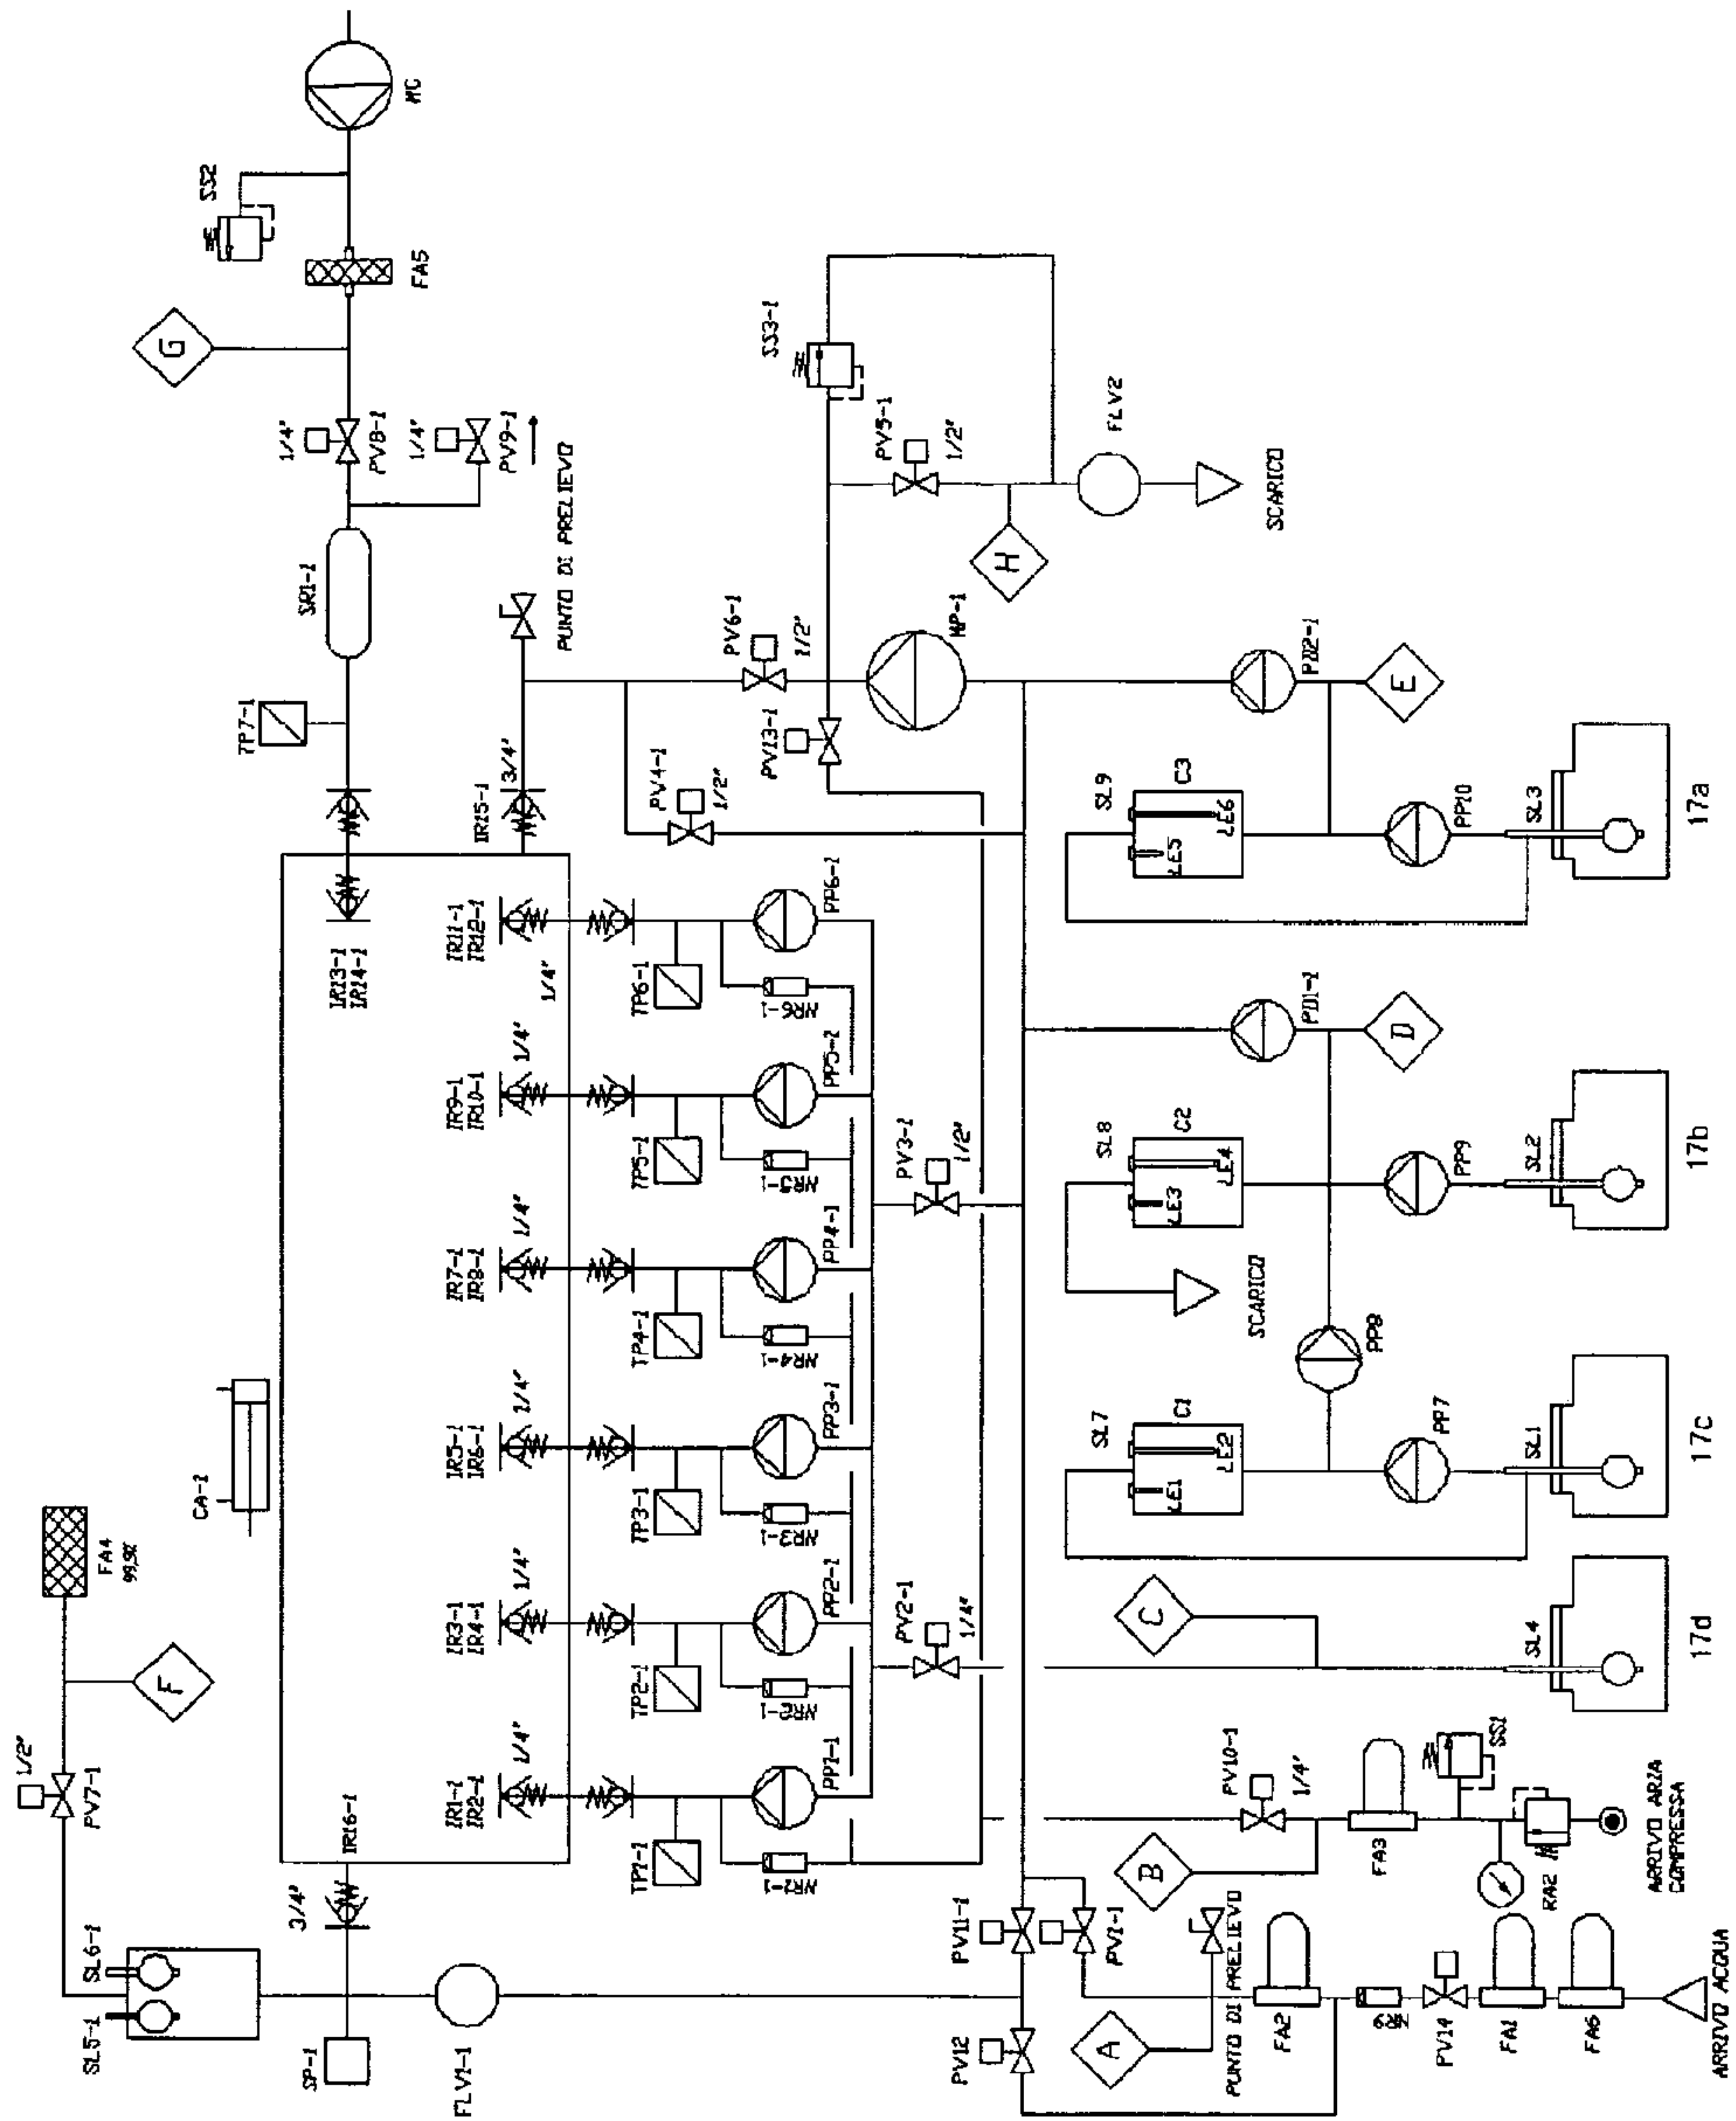 MC
SS2
FA5
G
1/4"
PV8-1
1/4"
PV9-1
SR1-1
PUNTO DI PRELIEVO
TP7-1
IR13-1
IR14-1
IR15-1
3/4"
CA-1
FA4
99,9%
F
1/2"
PV7-1
SL6-1
SL5-1
SP-1
3/4"
IR16-1
FLV1-1
IR1-1
IR2-1
1/4"
IR3-1
IR4-1
1/4"
IR5-1
IR6-1
1/4"
IR7-1
IR8-1
1/4"
IR9-1
IR10-1
1/4"
IR11-1
IR12-1
1/4"
TP1-1
TP2-1
TP3-1
TP4-1
TP5-1
TP6-1
NR1-1
NR2-1
NR3-1
NR4-1
NR5-1
NR6-1
PP1-1
PP2-1
PP3-1
PP4-1
PP5-1
PP6-1
PV4-1
1/2"
PV6-1
1/2"
PV13-1
MP-1
SS3-1
PV5-1
1/2"
FLV2
H
SCARICO
PV3-1
1/2"
PV2-1
1/4"
PV11-1
PV1-1
PV12
A
PUNTO DI PRELIEVO
FA2
NR9
PV14
FA1
FA6
ARRIVO ACQUA
B
PV10-1
1/4"
FA3
SS1
RA2
ARRIVO ARIA
COMPRESSA
C
SL4
17d
SL7
C1
LE1
LE2
PP7
SL1
17c
PP8
SCARICO
SL8
C2
LE3
LE4
PP9
SL2
17b
PD1-1
D
SL9
C3
LE5
LE6
PP10
SL3
17a
PD2-1
E